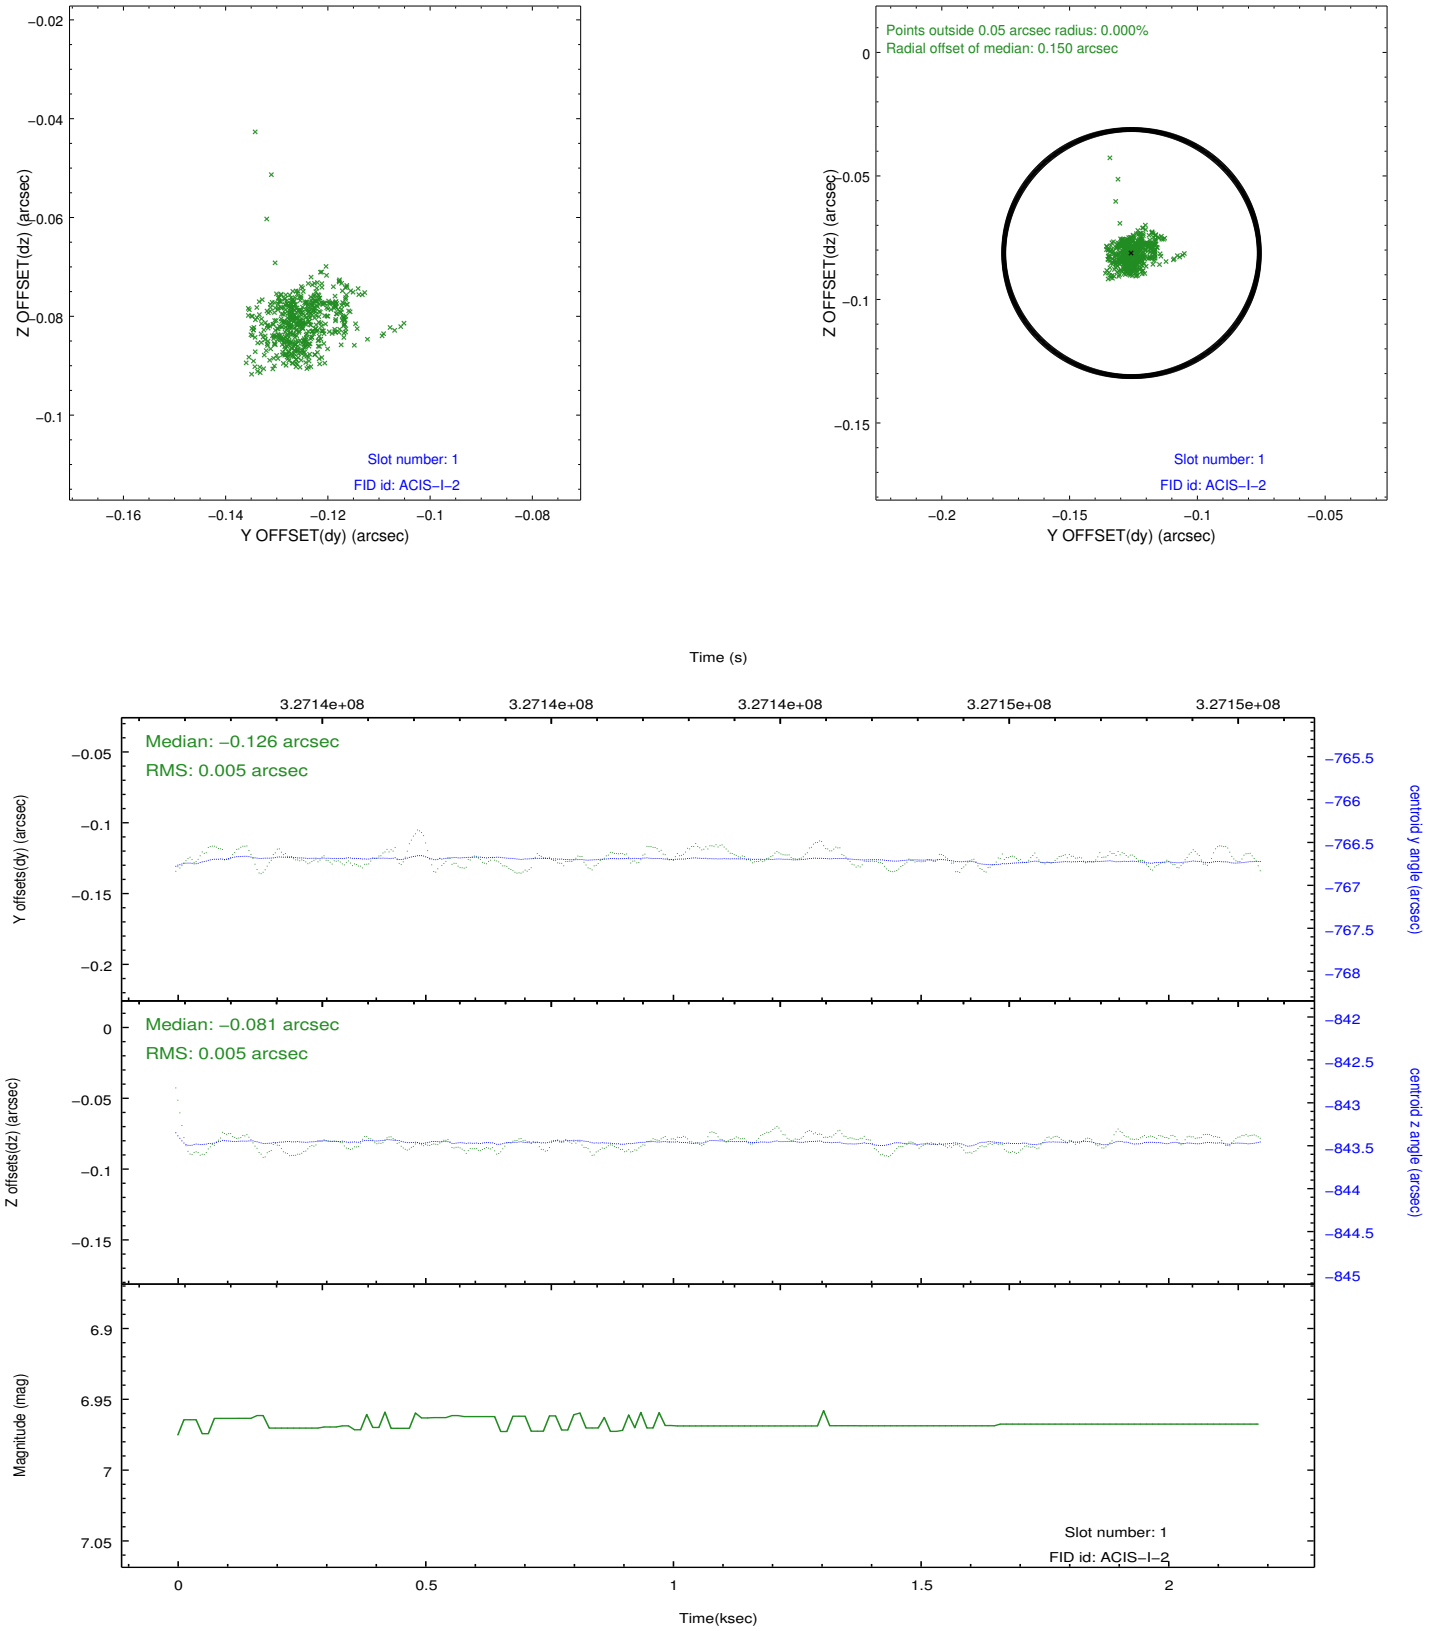 −0.02
−0.04
−0.06
−0.08
−0.1
Z OFFSET(dz) (arcsec)
Slot number: 1
FID id: ACIS−I−2
−0.16
−0.14
−0.12
−0.1
−0.08
Y OFFSET(dy) (arcsec)
Points outside 0.05 arcsec radius: 0.000%
Radial offset of median: 0.150 arcsec
0
−0.05
−0.1
−0.15
Z OFFSET(dz) (arcsec)
Slot number: 1
FID id: ACIS−I−2
−0.2
−0.15
−0.1
−0.05
Y OFFSET(dy) (arcsec)
Time (s)
3.2714e+08
3.2714e+08
3.2714e+08
3.2715e+08
3.2715e+08
Median: −0.126 arcsec
RMS: 0.005 arcsec
−0.05
−0.1
−0.15
−0.2
Y offsets(dy) (arcsec)
−765.5
−766
−766.5
−767
−767.5
−768
centroid y angle (arcsec)
Median: −0.081 arcsec
RMS: 0.005 arcsec
0
−0.05
−0.1
−0.15
Z offsets(dz) (arcsec)
−842
−842.5
−843
−843.5
−844
−844.5
−845
centroid z angle (arcsec)
6.9
6.95
7
7.05
Magnitude (mag)
Slot number: 1
FID id: ACIS−I−2
0
0.5
1
1.5
2
Time(ksec)